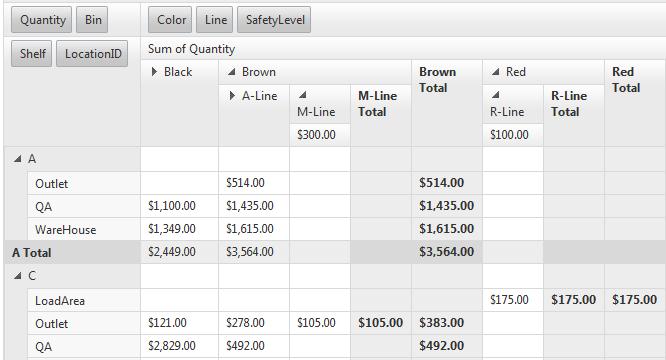 Quantity Bin Color Line SafetyLevel
Shelf LocationID Sum of Quantity
Black Brown Brown Total Red Red Total
A-Line M-Line M-Line Total R-Line R-Line Total
$300.00 $100.00
A
Outlet $514.00 $514.00
QA $1,100.00 $1,435.00 $1,435.00
WareHouse $1,349.00 $1,615.00 $1,615.00
A Total $2,449.00 $3,564.00 $3,564.00
C
LoadArea $175.00 $175.00 $175.00
Outlet $121.00 $278.00 $105.00 $105.00 $383.00
QA $2,829.00 $492.00 $492.00